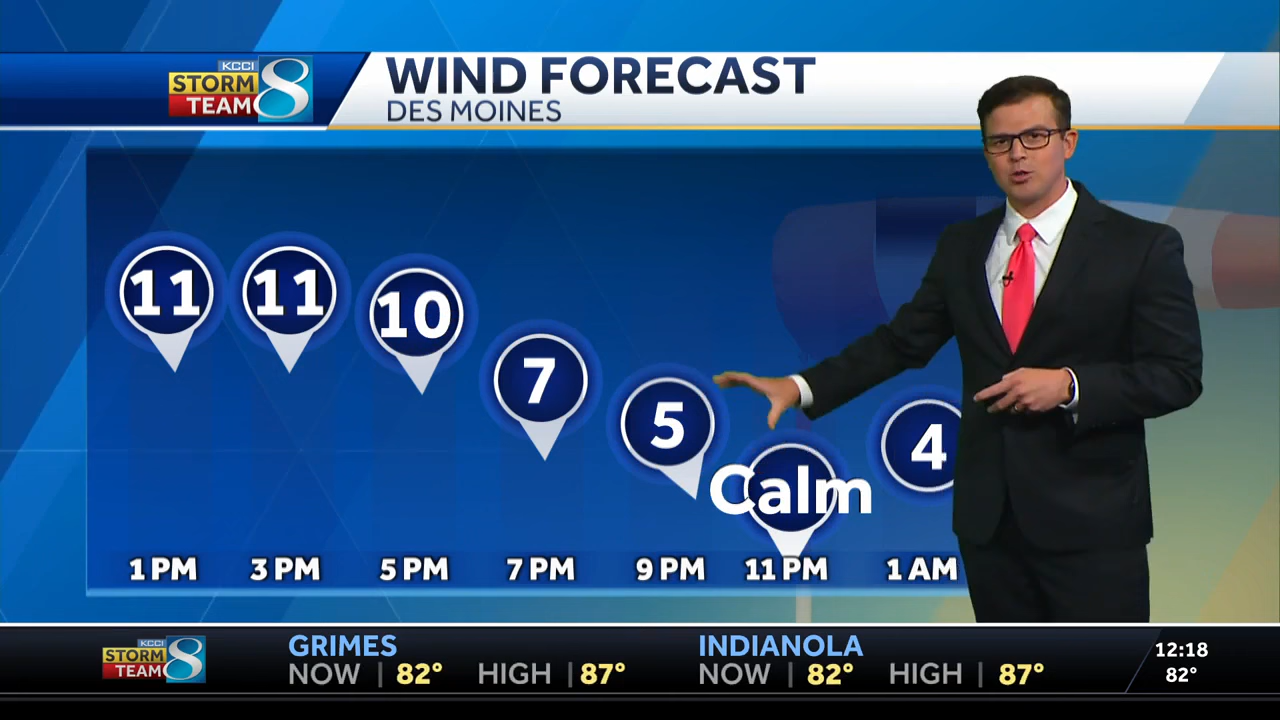 KCCI
STORM
TEAM 8
WIND FORECAST
DES MOINES
11
11
10
7
5
Calm
4
1 PM
3 PM
5 PM
7 PM
9 PM
11 PM
1 AM
KCCI
STORM
TEAM 8
GRIMES
NOW | 82° HIGH | 87°
INDIANOLA
NOW | 82° HIGH | 87°
12:18
82°